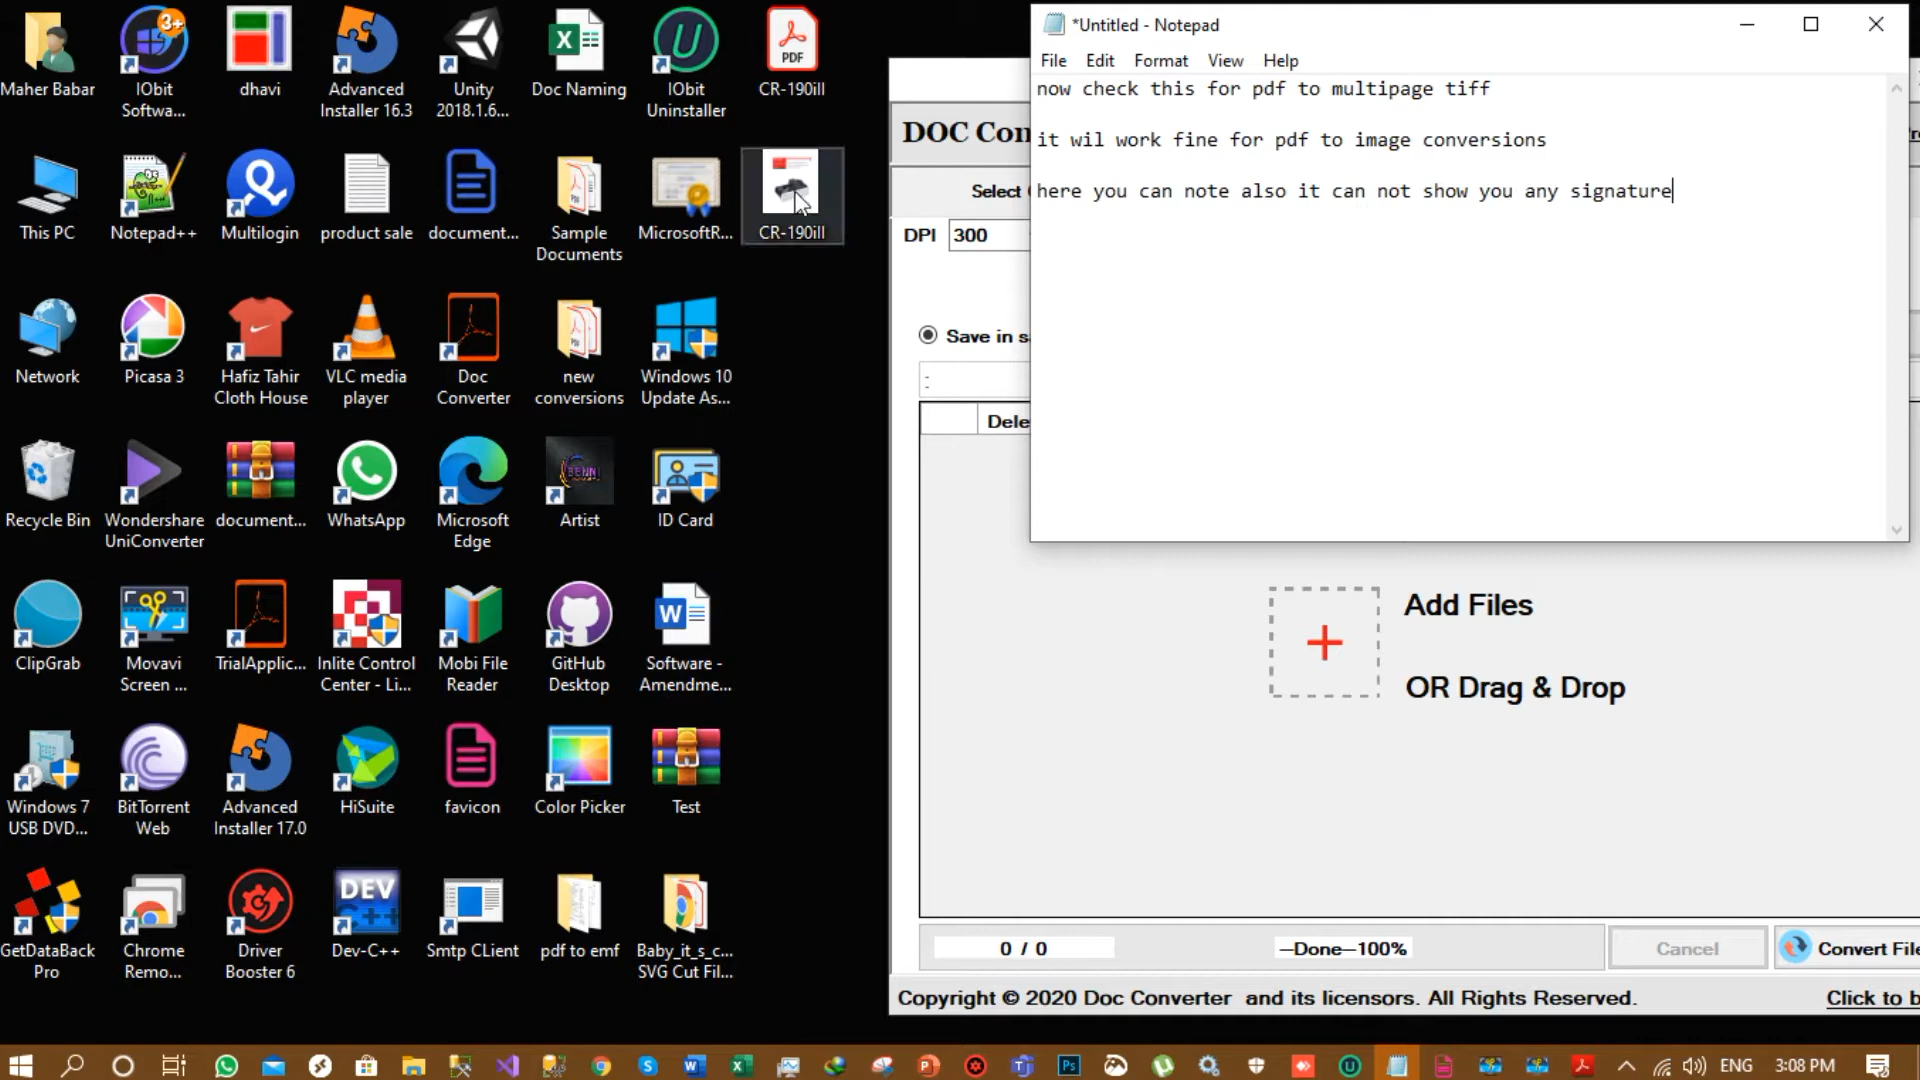 Maher Babar
3+
IObit
Softwa...
dhavi
Advanced
Installer 16.3
Unity
2018.1.6...
Doc Naming
IObit
Uninstaller
PDF
CR-190ill
This PC
Notepad++
Multilogin
product sale
document...
Sample
Documents
MicrosoftR...
CR-190ill
Network
Picasa 3
Hafiz Tahir
Cloth House
VLC media
player
Doc
Converter
new
conversions
Windows 10
Update As...
Recycle Bin
Wondershare
UniConverter
document...
WhatsApp
Microsoft
Edge
Artist
ID Card
ClipGrab
Movavi
Screen ...
TrialApplic...
Inlite Control
Center - Li...
Mobi File
Reader
GitHub
Desktop
Software -
Amendme...
Windows 7
USB DVD...
BitTorrent
Web
Advanced
Installer 17.0
HiSuite
favicon
Color Picker
Test
GetDataBack
Pro
Chrome
Remo...
Driver
Booster 6
DEV
C++
Dev-C++
Smtp CLient
pdf to emf
Baby_it_s_c...
SVG Cut Fil...
*Untitled - Notepad
File Edit Format View Help
now check this for pdf to multipage tiff
it wil work fine for pdf to image conversions
here you can note also it can not show you any signature
DOC Con
Select
DPI 300
Save in s
:
Dele
Add Files
OR Drag & Drop
0 / 0
--Done--100%
Cancel
Convert File
Copyright © 2020 Doc Converter and its licensors. All Rights Reserved.
Click to b
ENG
3:08 PM